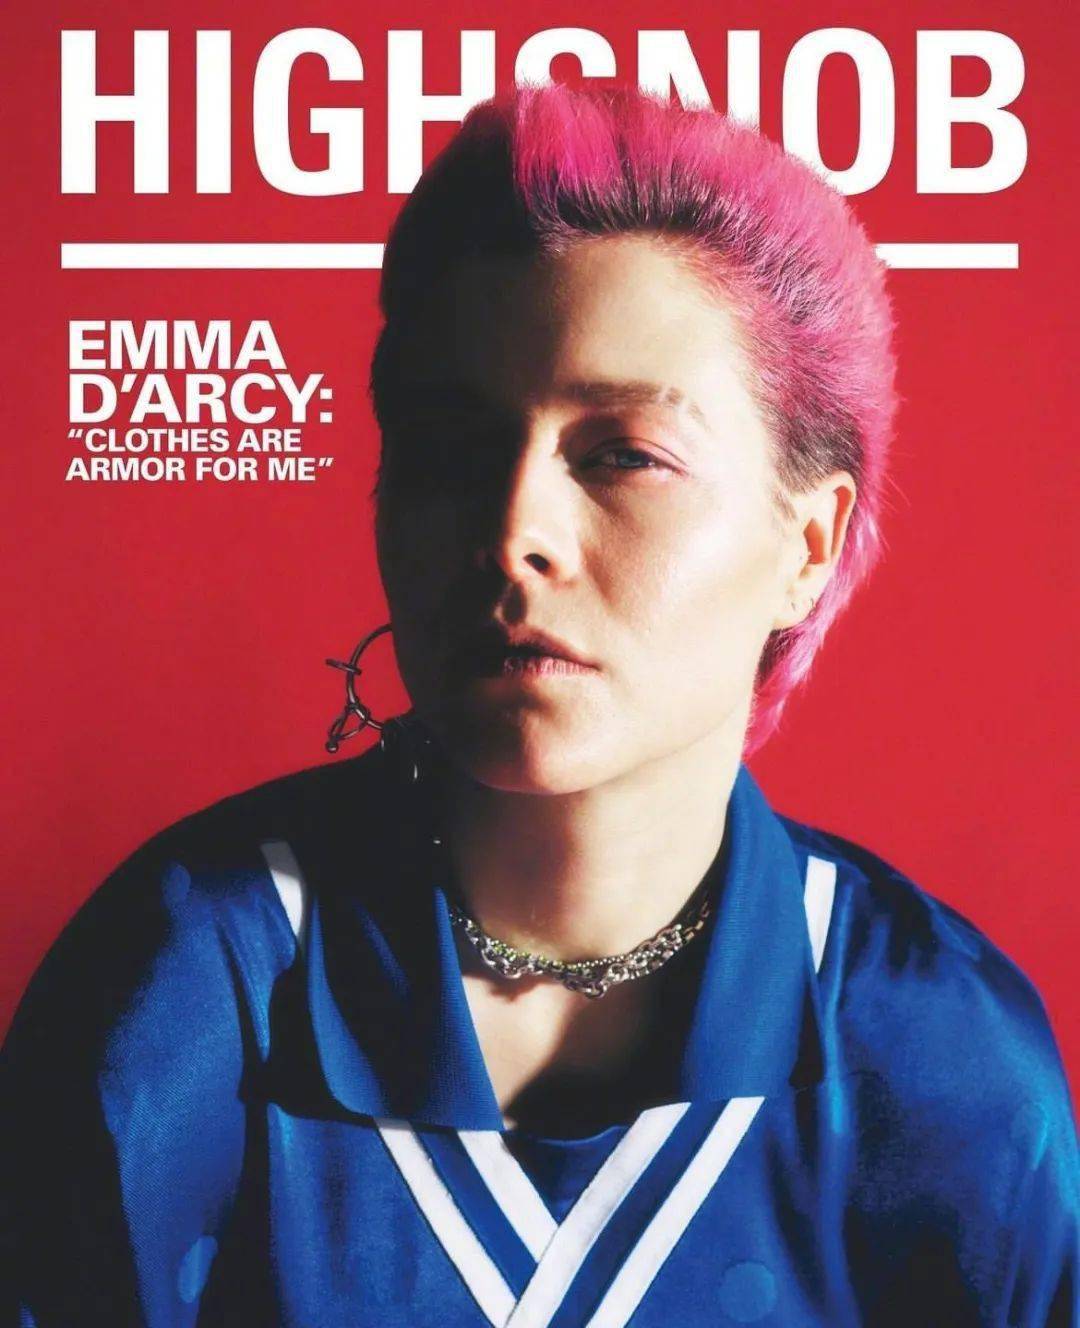 HIGHSNOB
EMMA
D'ARCY:
"CLOTHES ARE
ARMOR FOR ME"